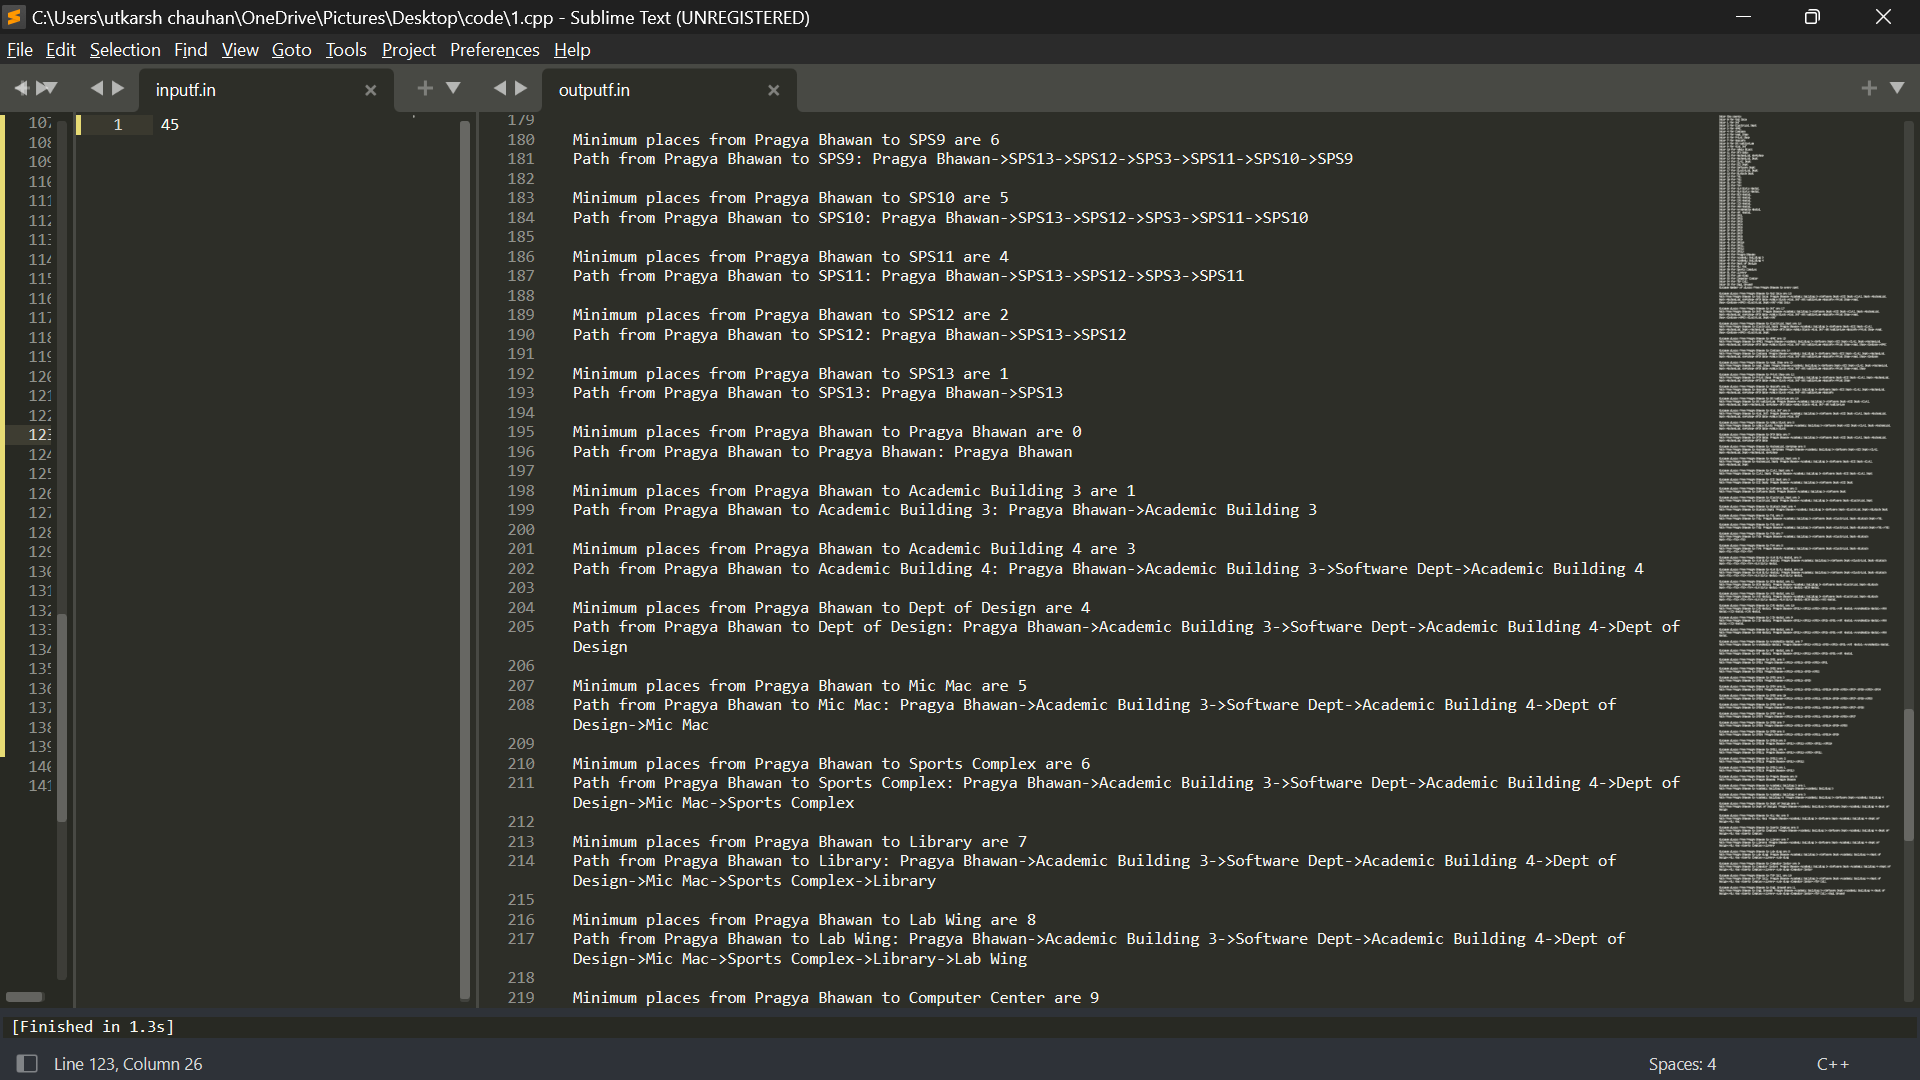 C:\Users\utkarsh chauhan\OneDrive\Pictures\Desktop\code\1.cpp - Sublime Text (UNREGISTERED)
File Edit Selection Find View Goto Tools Project Preferences Help
inputf.in
outputf.in
1 45
179
180 Minimum places from Pragya Bhawan to SPS9 are 6
181 Path from Pragya Bhawan to SPS9: Pragya Bhawan->SPS13->SPS12->SPS3->SPS11->SPS10->SPS9
182
183 Minimum places from Pragya Bhawan to SPS10 are 5
184 Path from Pragya Bhawan to SPS10: Pragya Bhawan->SPS13->SPS12->SPS3->SPS11->SPS10
185
186 Minimum places from Pragya Bhawan to SPS11 are 4
187 Path from Pragya Bhawan to SPS11: Pragya Bhawan->SPS13->SPS12->SPS3->SPS11
188
189 Minimum places from Pragya Bhawan to SPS12 are 2
190 Path from Pragya Bhawan to SPS12: Pragya Bhawan->SPS13->SPS12
191
192 Minimum places from Pragya Bhawan to SPS13 are 1
193 Path from Pragya Bhawan to SPS13: Pragya Bhawan->SPS13
194
195 Minimum places from Pragya Bhawan to Pragya Bhawan are 0
196 Path from Pragya Bhawan to Pragya Bhawan: Pragya Bhawan
197
198 Minimum places from Pragya Bhawan to Academic Building 3 are 1
199 Path from Pragya Bhawan to Academic Building 3: Pragya Bhawan->Academic Building 3
200
201 Minimum places from Pragya Bhawan to Academic Building 4 are 3
202 Path from Pragya Bhawan to Academic Building 4: Pragya Bhawan->Academic Building 3->Software Dept->Academic Building 4
203
204 Minimum places from Pragya Bhawan to Dept of Design are 4
205 Path from Pragya Bhawan to Dept of Design: Pragya Bhawan->Academic Building 3->Software Dept->Academic Building 4->Dept of
Design
206
207 Minimum places from Pragya Bhawan to Mic Mac are 5
208 Path from Pragya Bhawan to Mic Mac: Pragya Bhawan->Academic Building 3->Software Dept->Academic Building 4->Dept of
Design->Mic Mac
209
210 Minimum places from Pragya Bhawan to Sports Complex are 6
211 Path from Pragya Bhawan to Sports Complex: Pragya Bhawan->Academic Building 3->Software Dept->Academic Building 4->Dept of
Design->Mic Mac->Sports Complex
212
213 Minimum places from Pragya Bhawan to Library are 7
214 Path from Pragya Bhawan to Library: Pragya Bhawan->Academic Building 3->Software Dept->Academic Building 4->Dept of
Design->Mic Mac->Sports Complex->Library
215
216 Minimum places from Pragya Bhawan to Lab Wing are 8
217 Path from Pragya Bhawan to Lab Wing: Pragya Bhawan->Academic Building 3->Software Dept->Academic Building 4->Dept of
Design->Mic Mac->Sports Complex->Library->Lab Wing
218
219 Minimum places from Pragya Bhawan to Computer Center are 9
[Finished in 1.3s]
Line 123, Column 26
Spaces: 4
C++